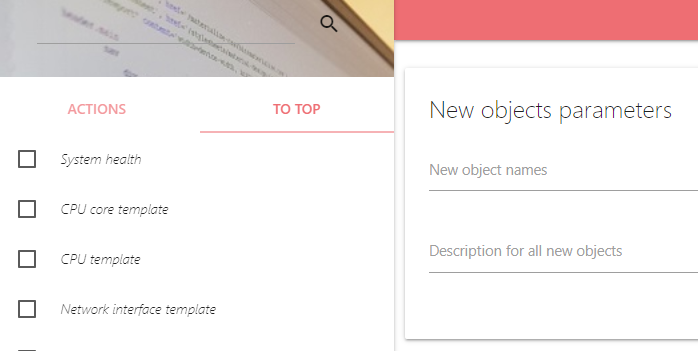 ACTIONS
TO TOP
System health
CPU core template
CPU template
Network interface template
New objects parameters
New object names
Description for all new objects